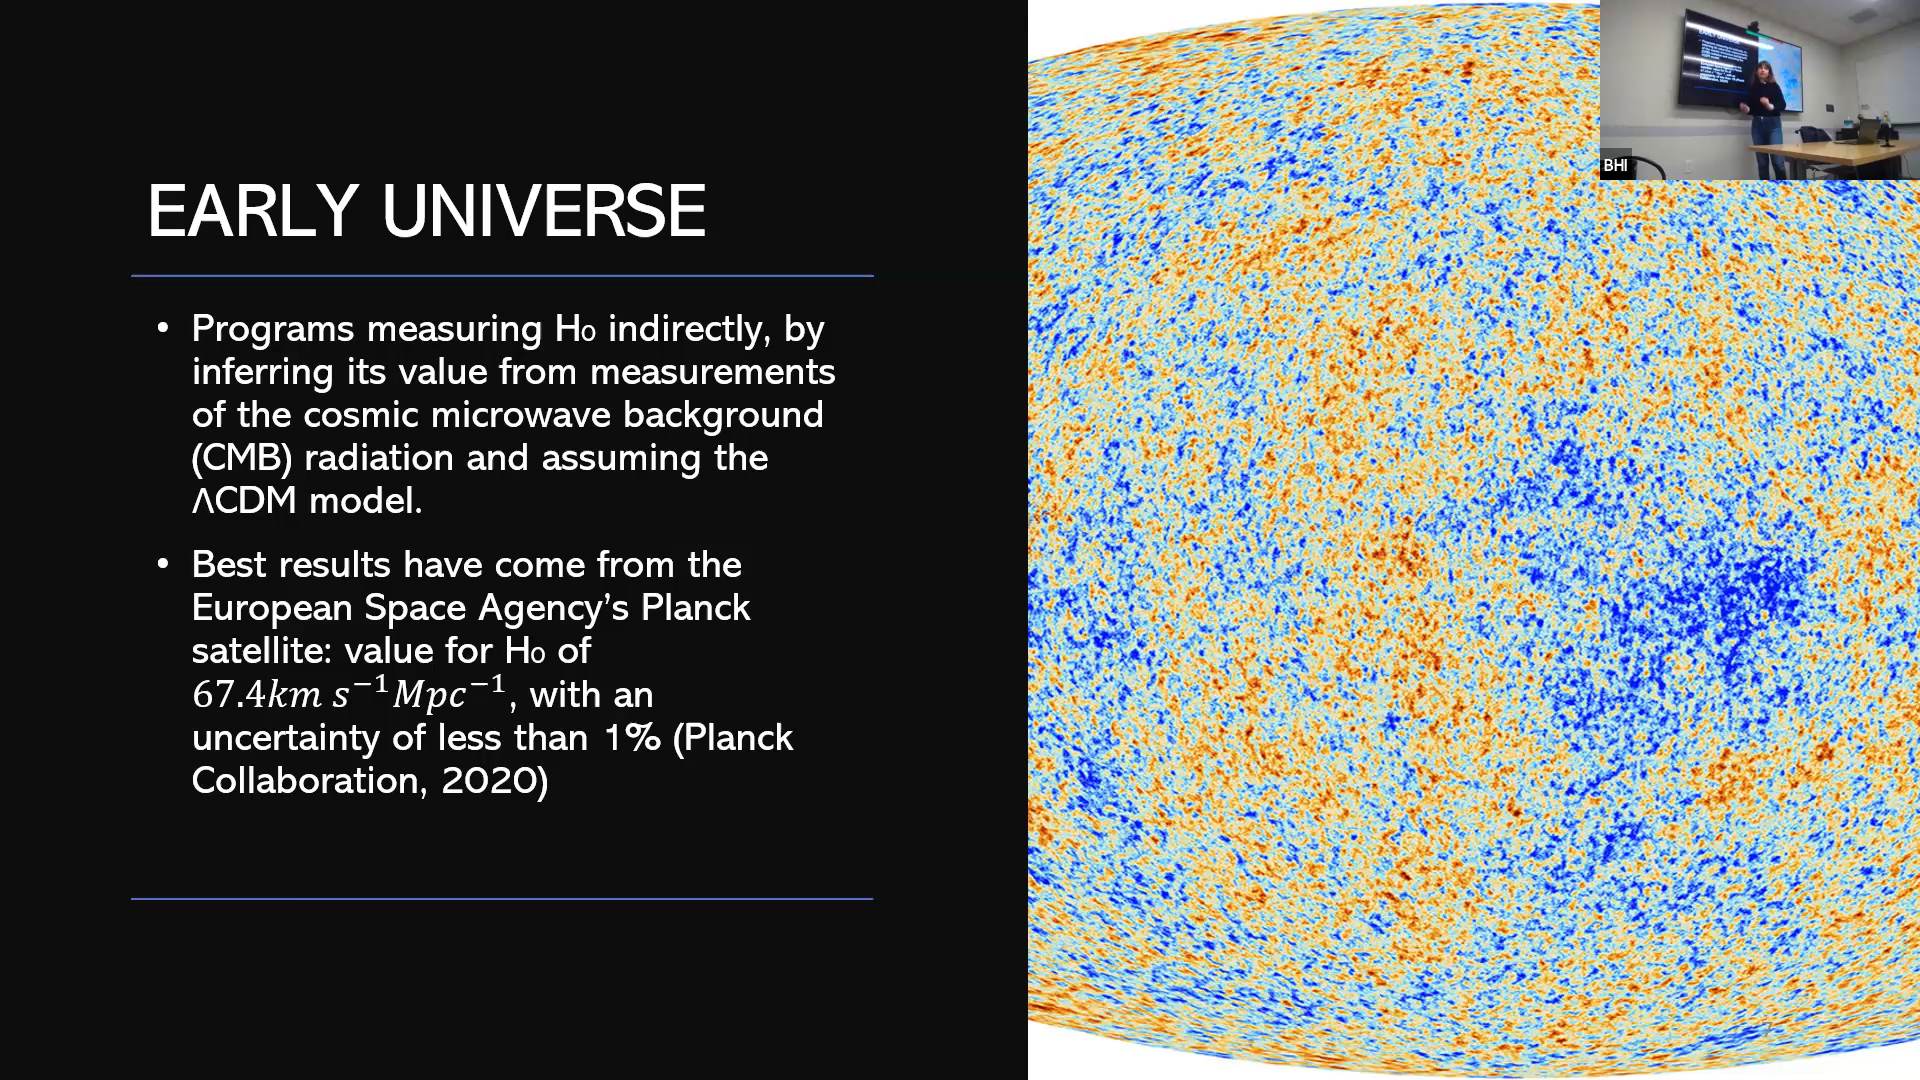 EARLY UNIVERSE
• Programs measuring H₀ indirectly, by
inferring its value from measurements
of the cosmic microwave background
(CMB) radiation and assuming the
ΛCDM model.
• Best results have come from the
European Space Agency’s Planck
satellite: value for H₀ of
67.4km s⁻¹Mpc⁻¹, with an
uncertainty of less than 1% (Planck
Collaboration, 2020)
BHI
7